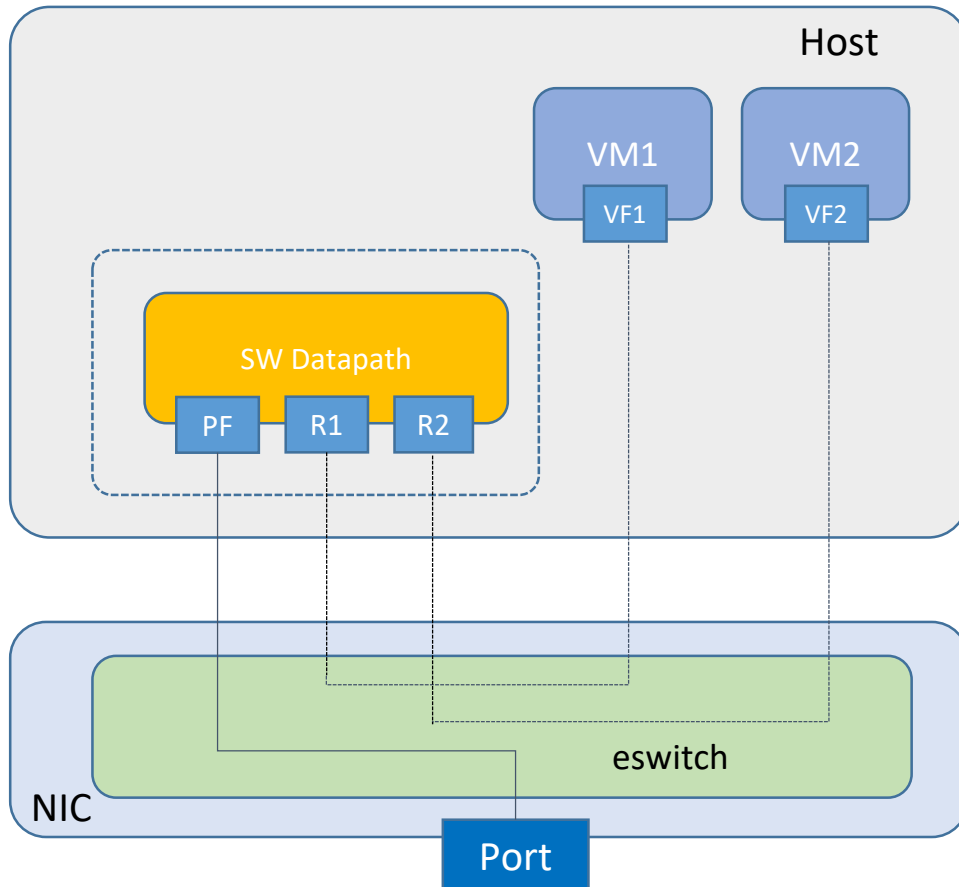 Host
VM1
VM2
VF1
VF2
SW Datapath
PF
R1
R2
eswitch
NIC
Port